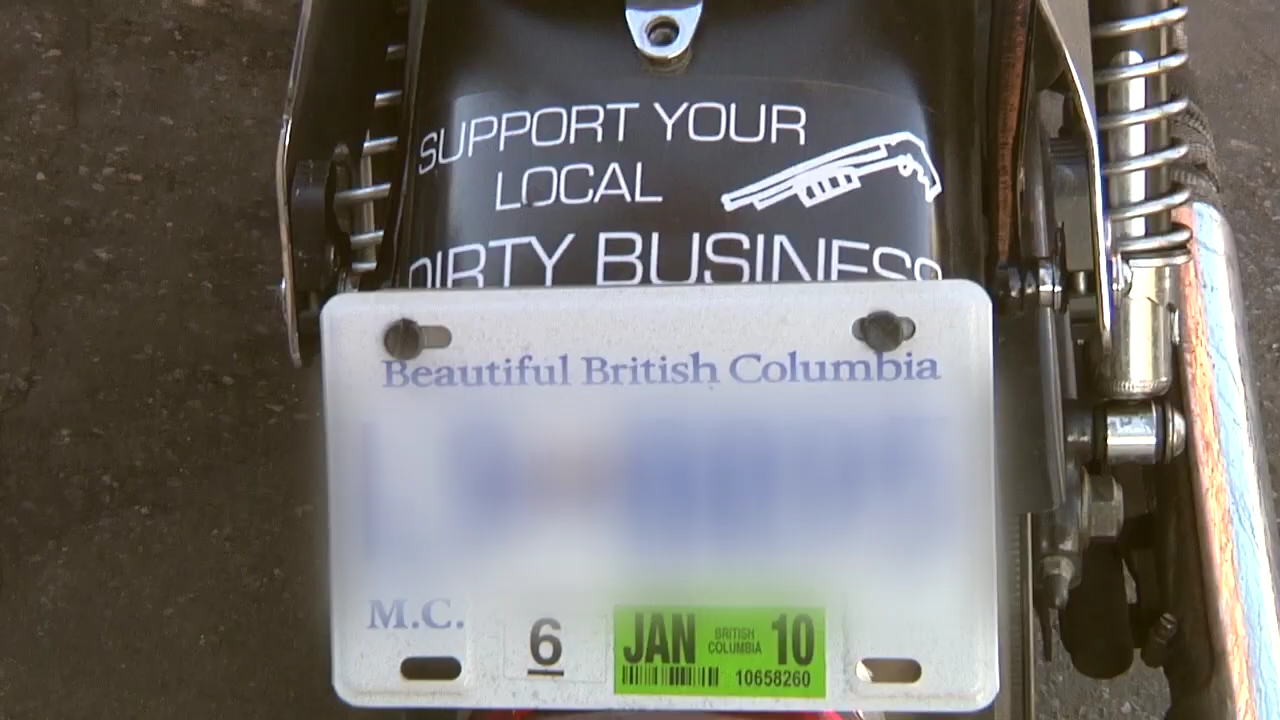 SUPPORT YOUR
LOCAL
DIRTY BUSINESS
Beautiful British Columbia
M.C.
6
JAN BRITISH COLUMBIA 10
10658260